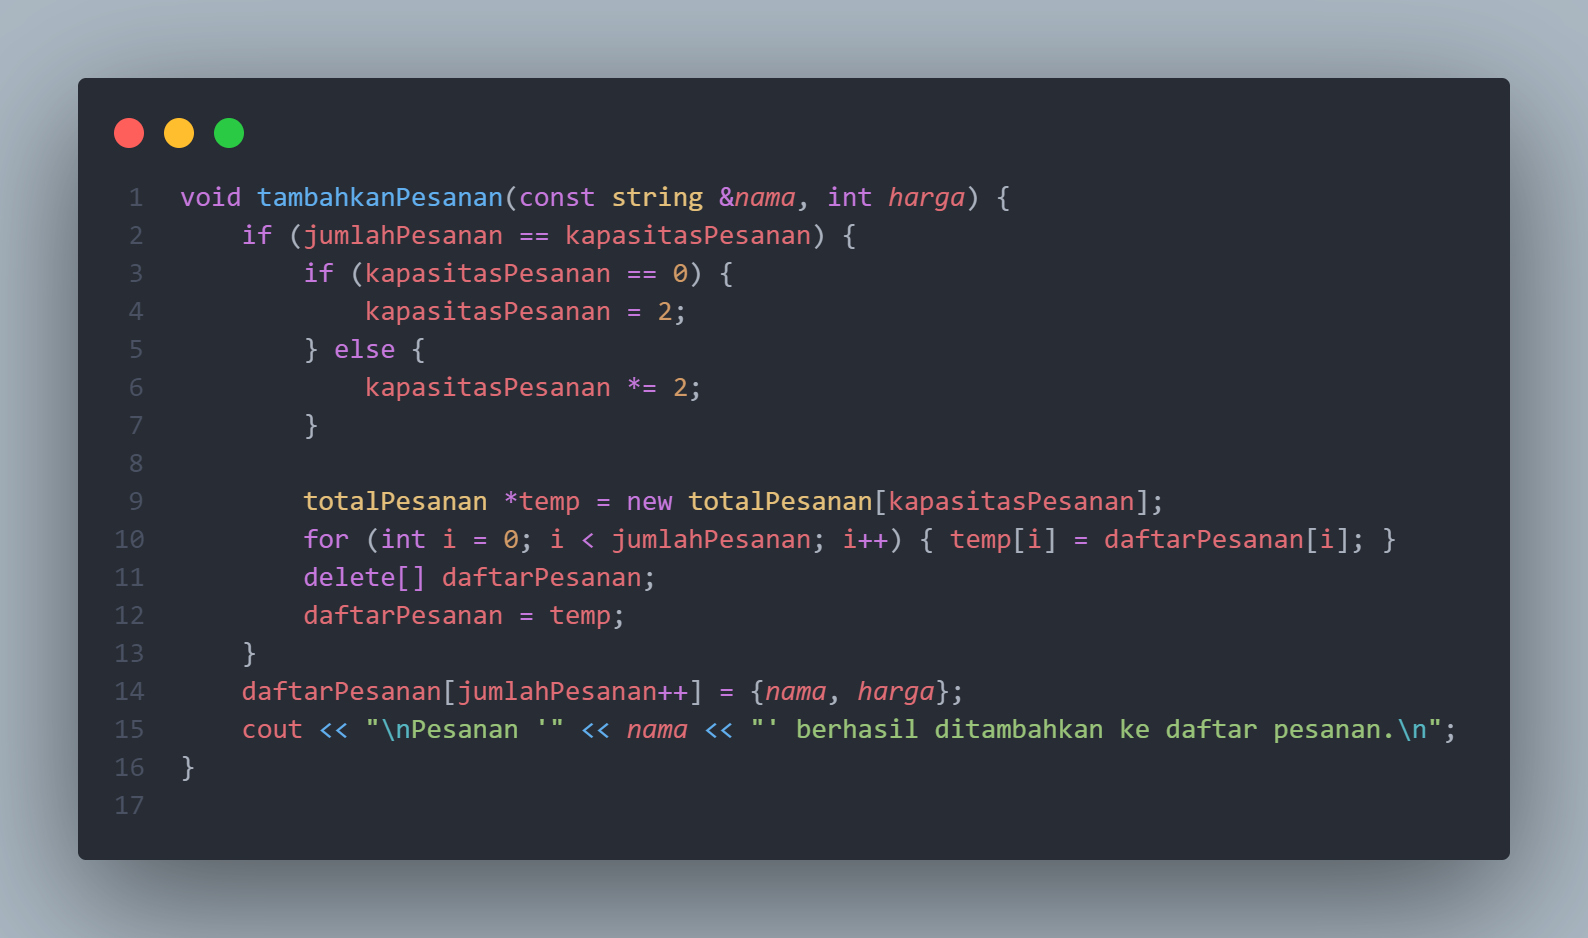 1 void tambahkanPesanan(const string &nama, int harga) {
2     if (jumlahPesanan == kapasitasPesanan) {
3         if (kapasitasPesanan == 0) {
4             kapasitasPesanan = 2;
5         } else {
6             kapasitasPesanan *= 2;
7         }
8
9         totalPesanan *temp = new totalPesanan[kapasitasPesanan];
10         for (int i = 0; i < jumlahPesanan; i++) { temp[i] = daftarPesanan[i]; }
11         delete[] daftarPesanan;
12         daftarPesanan = temp;
13     }
14     daftarPesanan[jumlahPesanan++] = {nama, harga};
15     cout << "\nPesanan '" << nama << "' berhasil ditambahkan ke daftar pesanan.\n";
16 }
17